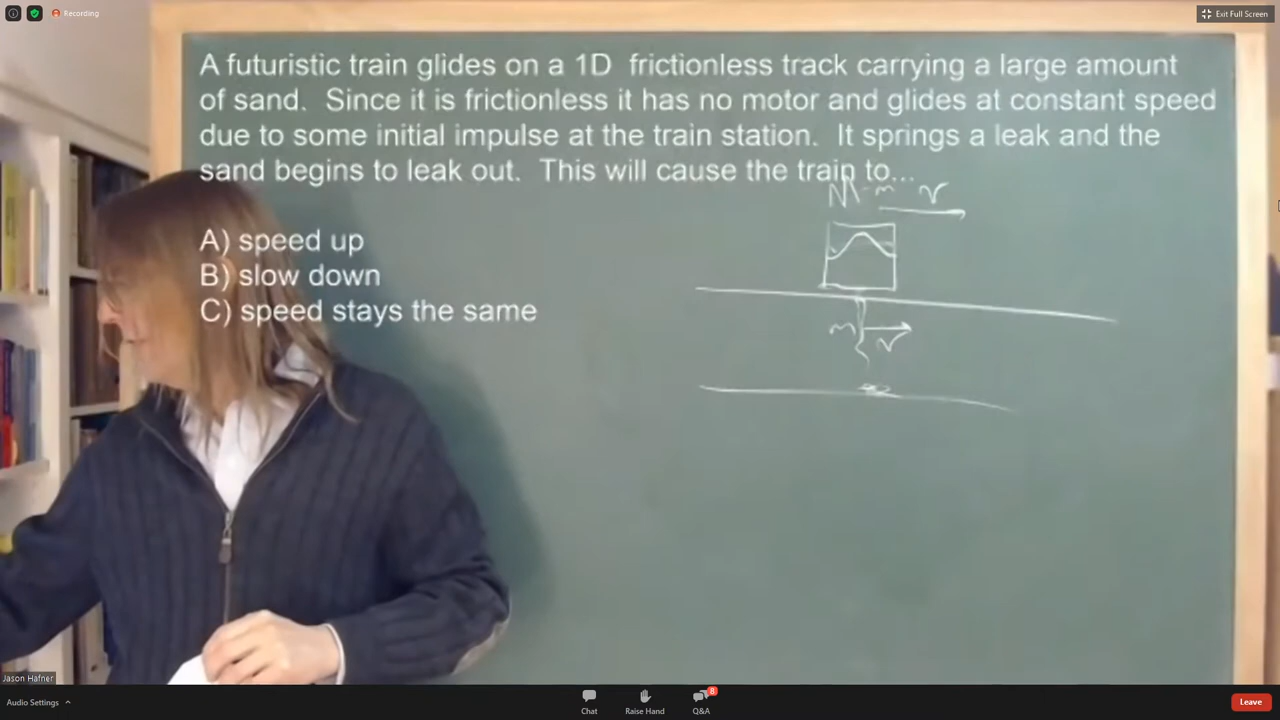 Recording
Exit Full Screen
A futuristic train glides on a 1D frictionless track carrying a large amount
of sand. Since it is frictionless it has no motor and glides at constant speed
due to some initial impulse at the train station. It springs a leak and the
sand begins to leak out. This will cause the train to...
M-m v
A) speed up
B) slow down
C) speed stays the same
m v
Jason Hafner
Audio Settings
Chat
Raise Hand
Q&A
8
Leave